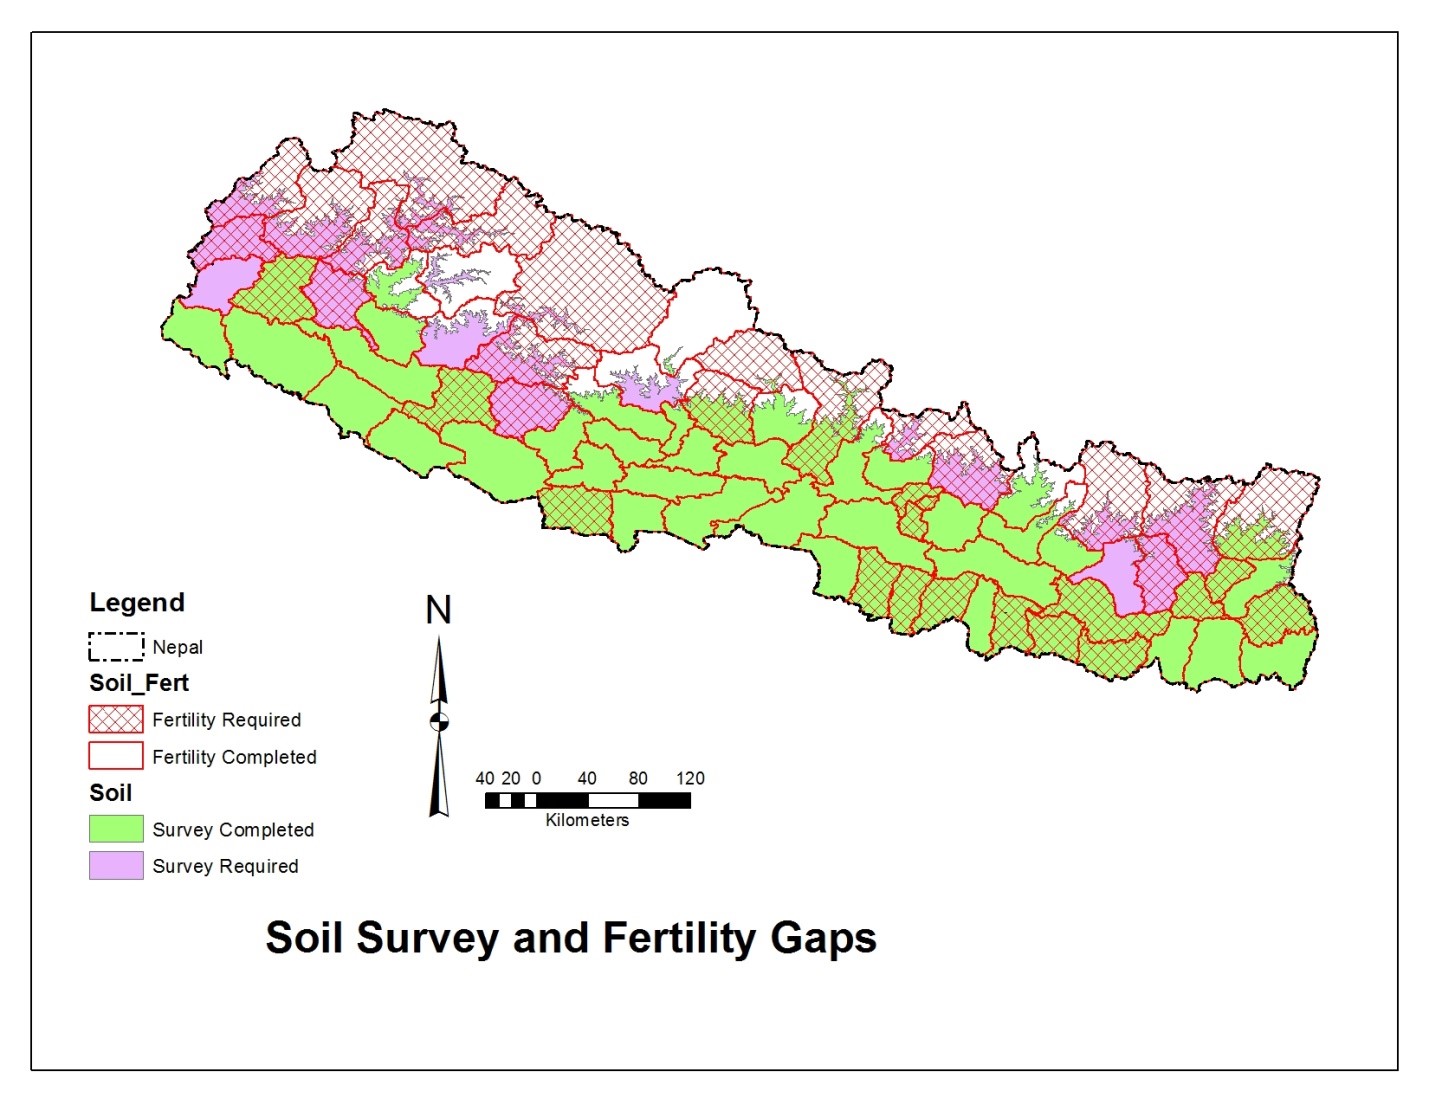 Legend
Nepal
Soil_Fert
Fertility Required
Fertility Completed
Soil
Survey Completed
Survey Required
N
40 20 0 40 80 120
Kilometers
Soil Survey and Fertility Gaps